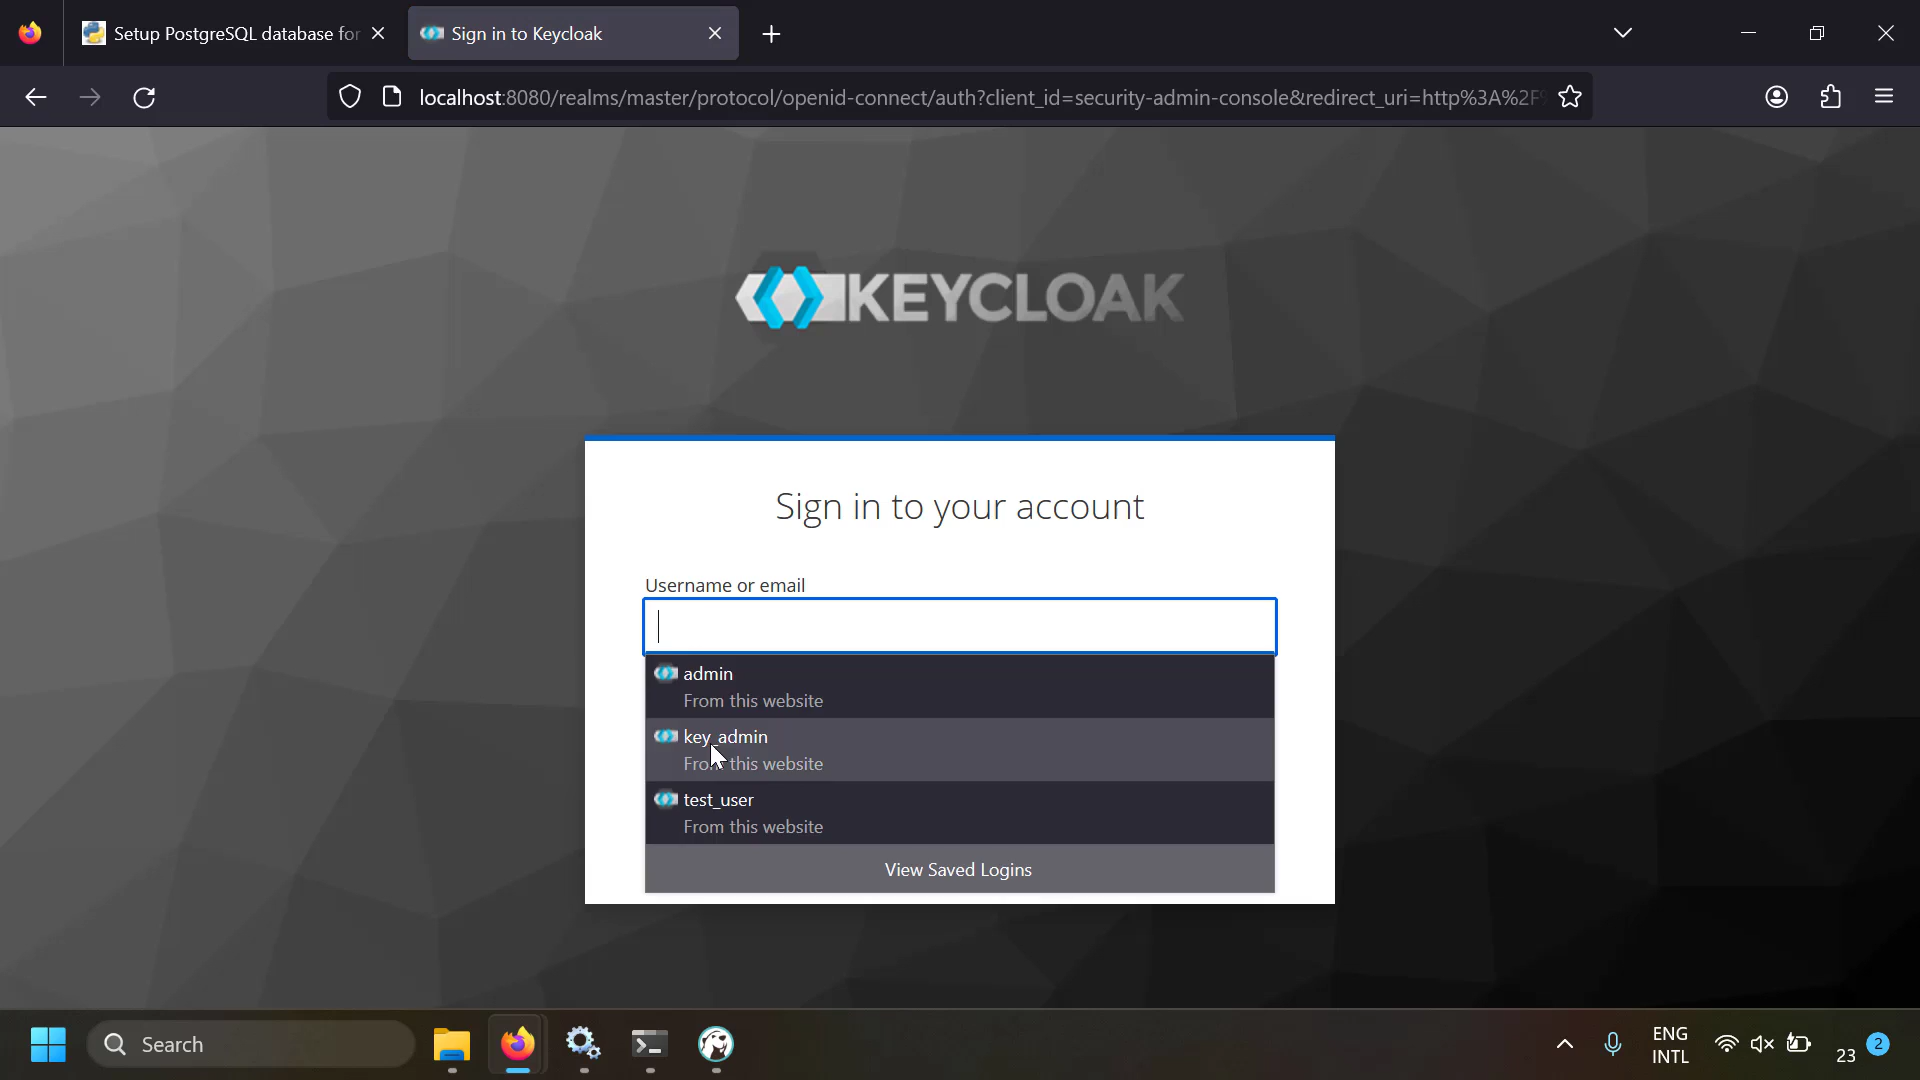 Setup PostgreSQL database for
Sign in to Keycloak
localhost:8080/realms/master/protocol/openid-connect/auth?client_id=security-admin-console&redirect_uri=http%3A%2F
KEYCLOAK
Sign in to your account
Username or email
admin
From this website
key_admin
From this website
test_user
From this website
View Saved Logins
Search
ENG
INTL
23
2